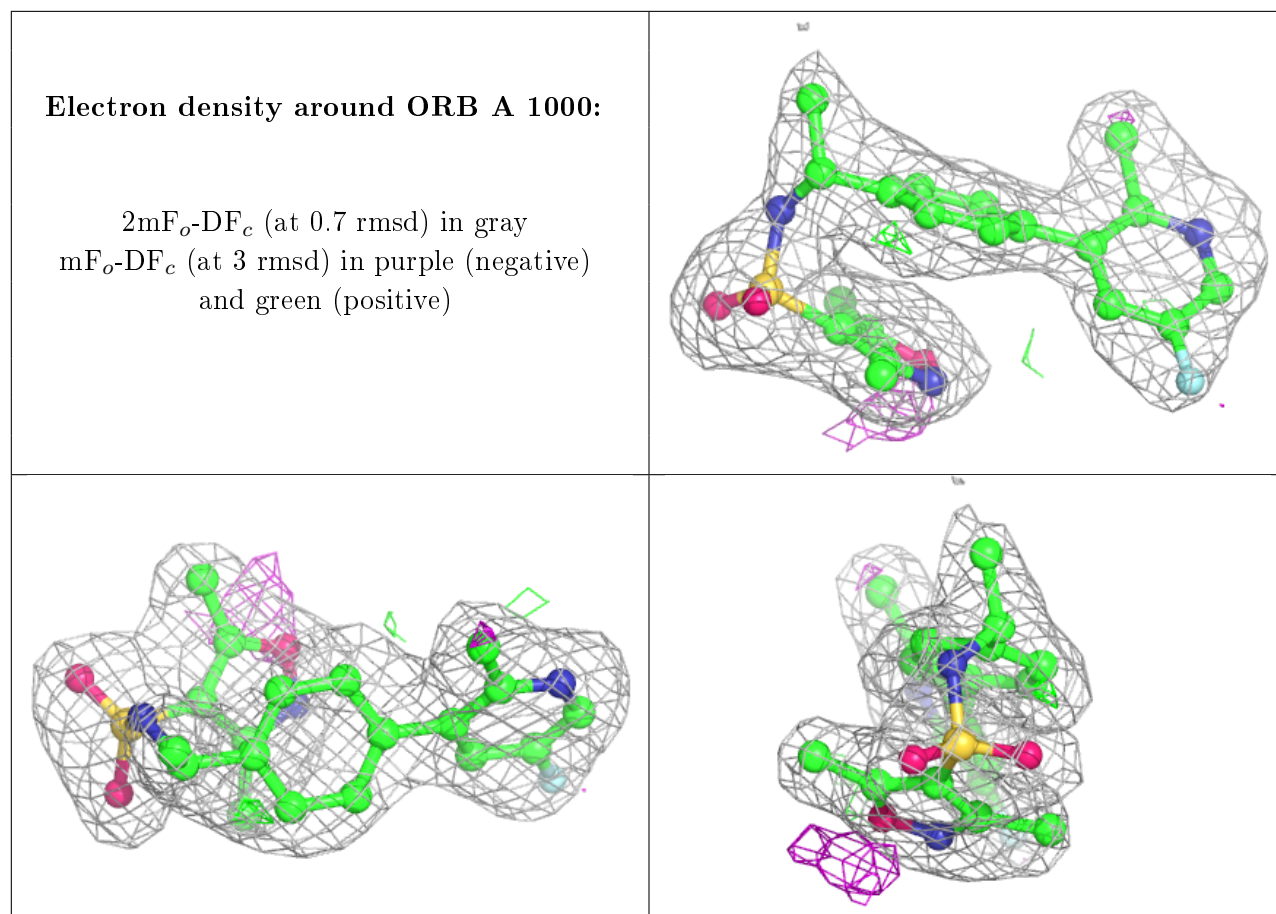 Electron density around ORB A 1000:
2mFₒ-DF𝒸 (at 0.7 rmsd) in gray
mFₒ-DF𝒸 (at 3 rmsd) in purple (negative)
and green (positive)